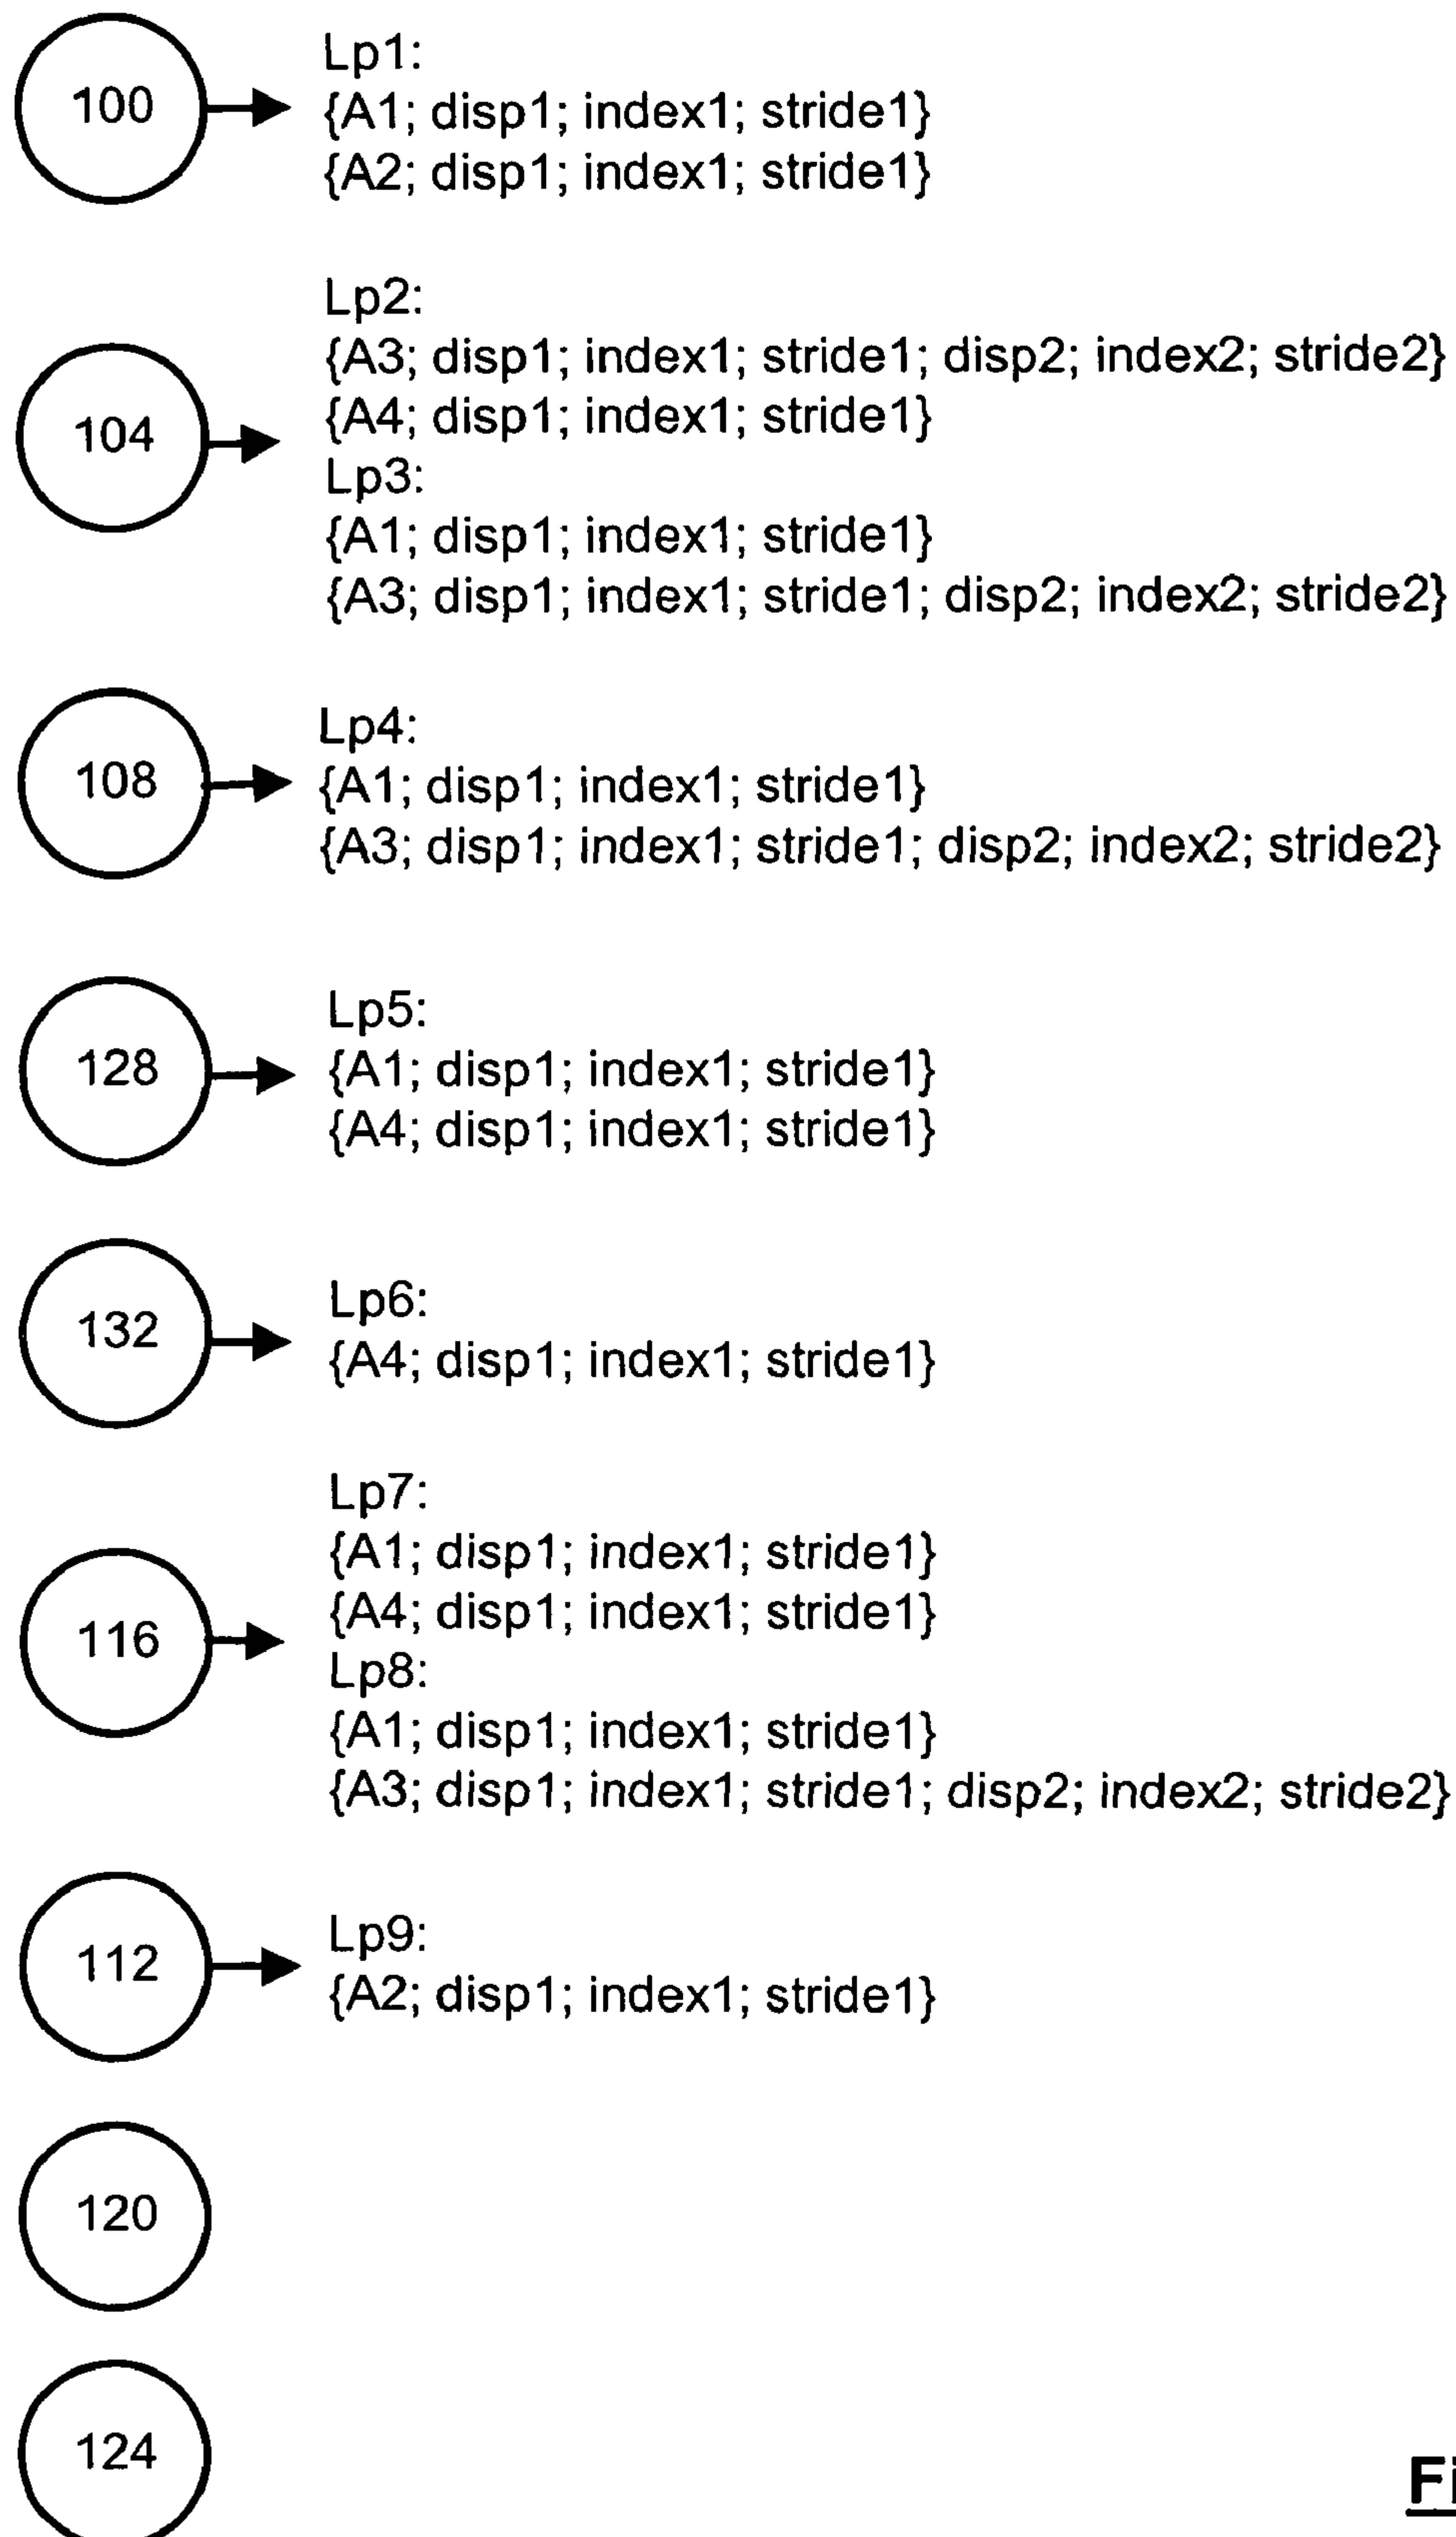 100
Lp1:
{A1; disp1; index1; stride1}
{A2; disp1; index1; stride1}
104
Lp2:
{A3; disp1; index1; stride1; disp2; index2; stride2}
{A4; disp1; index1; stride1}
Lp3:
{A1; disp1; index1; stride1}
{A3; disp1; index1; stride1; disp2; index2; stride2}
108
Lp4:
{A1; disp1; index1; stride1}
{A3; disp1; index1; stride1; disp2; index2; stride2}
128
Lp5:
{A1; disp1; index1; stride1}
{A4; disp1; index1; stride1}
132
Lp6:
{A4; disp1; index1; stride1}
116
Lp7:
{A1; disp1; index1; stride1}
{A4; disp1; index1; stride1}
Lp8:
{A1; disp1; index1; stride1}
{A3; disp1; index1; stride1; disp2; index2; stride2}
112
Lp9:
{A2; disp1; index1; stride1}
120
124